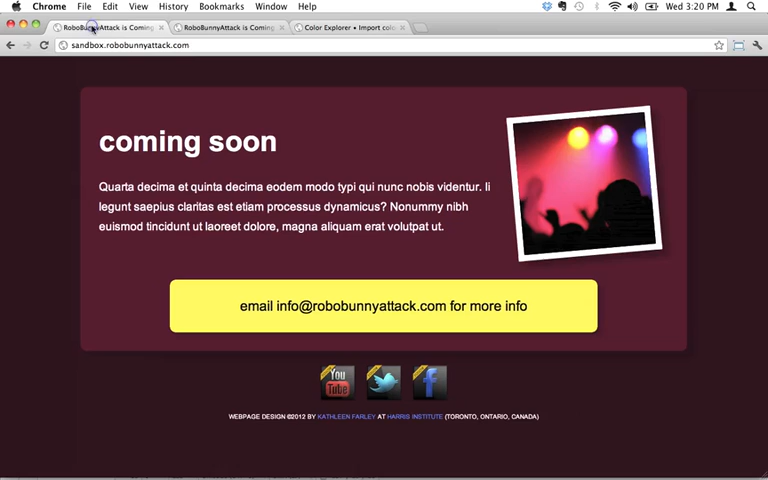 Chrome File Edit View History Bookmarks Window Help Wed 3:20 PM
RoboBunnyAttack is Coming RoboBunnyAttack is Coming Color Explorer • Import colo
sandbox.robobunnyattack.com
coming soon
Quarta decima et quinta decima eodem modo typi qui nunc nobis videntur. Ii
legunt saepius claritas est etiam processus dynamicus? Nonummy nibh
euismod tincidunt ut laoreet dolore, magna aliquam erat volutpat ut.
email info@robobunnyattack.com for more info
You
Tube
WEBPAGE DESIGN ©2012 BY KATHLEEN FARLEY AT HARRIS INSTITUTE (TORONTO, ONTARIO, CANADA)